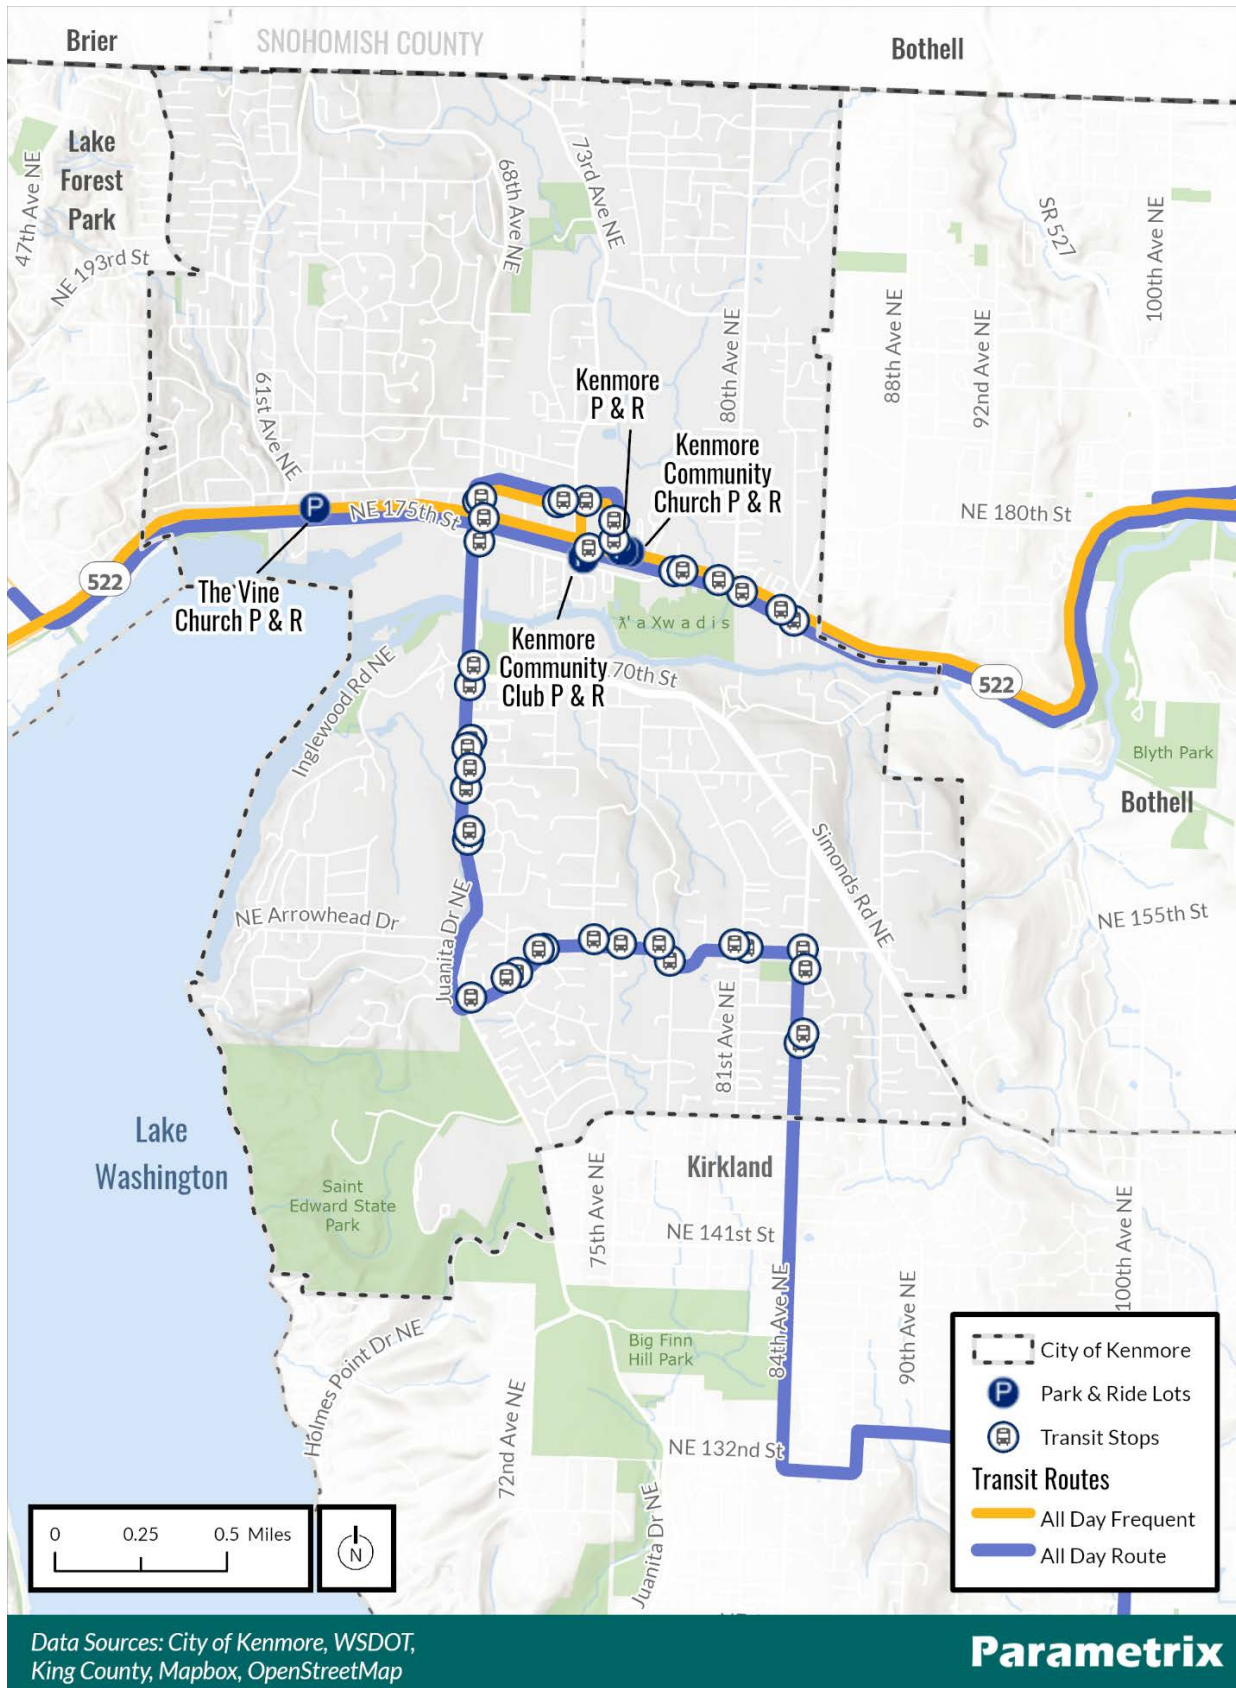 Brier
SNOHOMISH COUNTY
Bothell
Lake
Forest
Park
47th Ave NE
NE 193rd St
68th Ave NE
73rd Ave NE
SR 527
100th Ave NE
88th Ave NE
92nd Ave NE
80th Ave NE
61st Ave NE
Kenmore
P & R
Kenmore
Community
Church P & R
P
NE 175th St
NE 180th St
522
The Vine
Church P & R
ƛ'a Xwadis
Kenmore
Community
Club P & R
70th St
522
Inglewood Rd NE
Blyth Park
Bothell
Simonds Rd NE
NE Arrowhead Dr
Juanita Dr NE
NE 155th St
81st Ave NE
Lake
Washington
Kirkland
Saint
Edward State
Park
75th Ave NE
NE 141st St
100th Ave NE
84th Ave NE
90th Ave NE
Big Finn
Hill Park
Holmes Point Dr NE
72nd Ave NE
NE 132nd St
Juanita Dr NE
City of Kenmore
P
Park & Ride Lots
Transit Stops
Transit Routes
All Day Frequent
All Day Route
0 0.25 0.5 Miles
N
Data Sources: City of Kenmore, WSDOT,
King County, Mapbox, OpenStreetMap
Parametrix